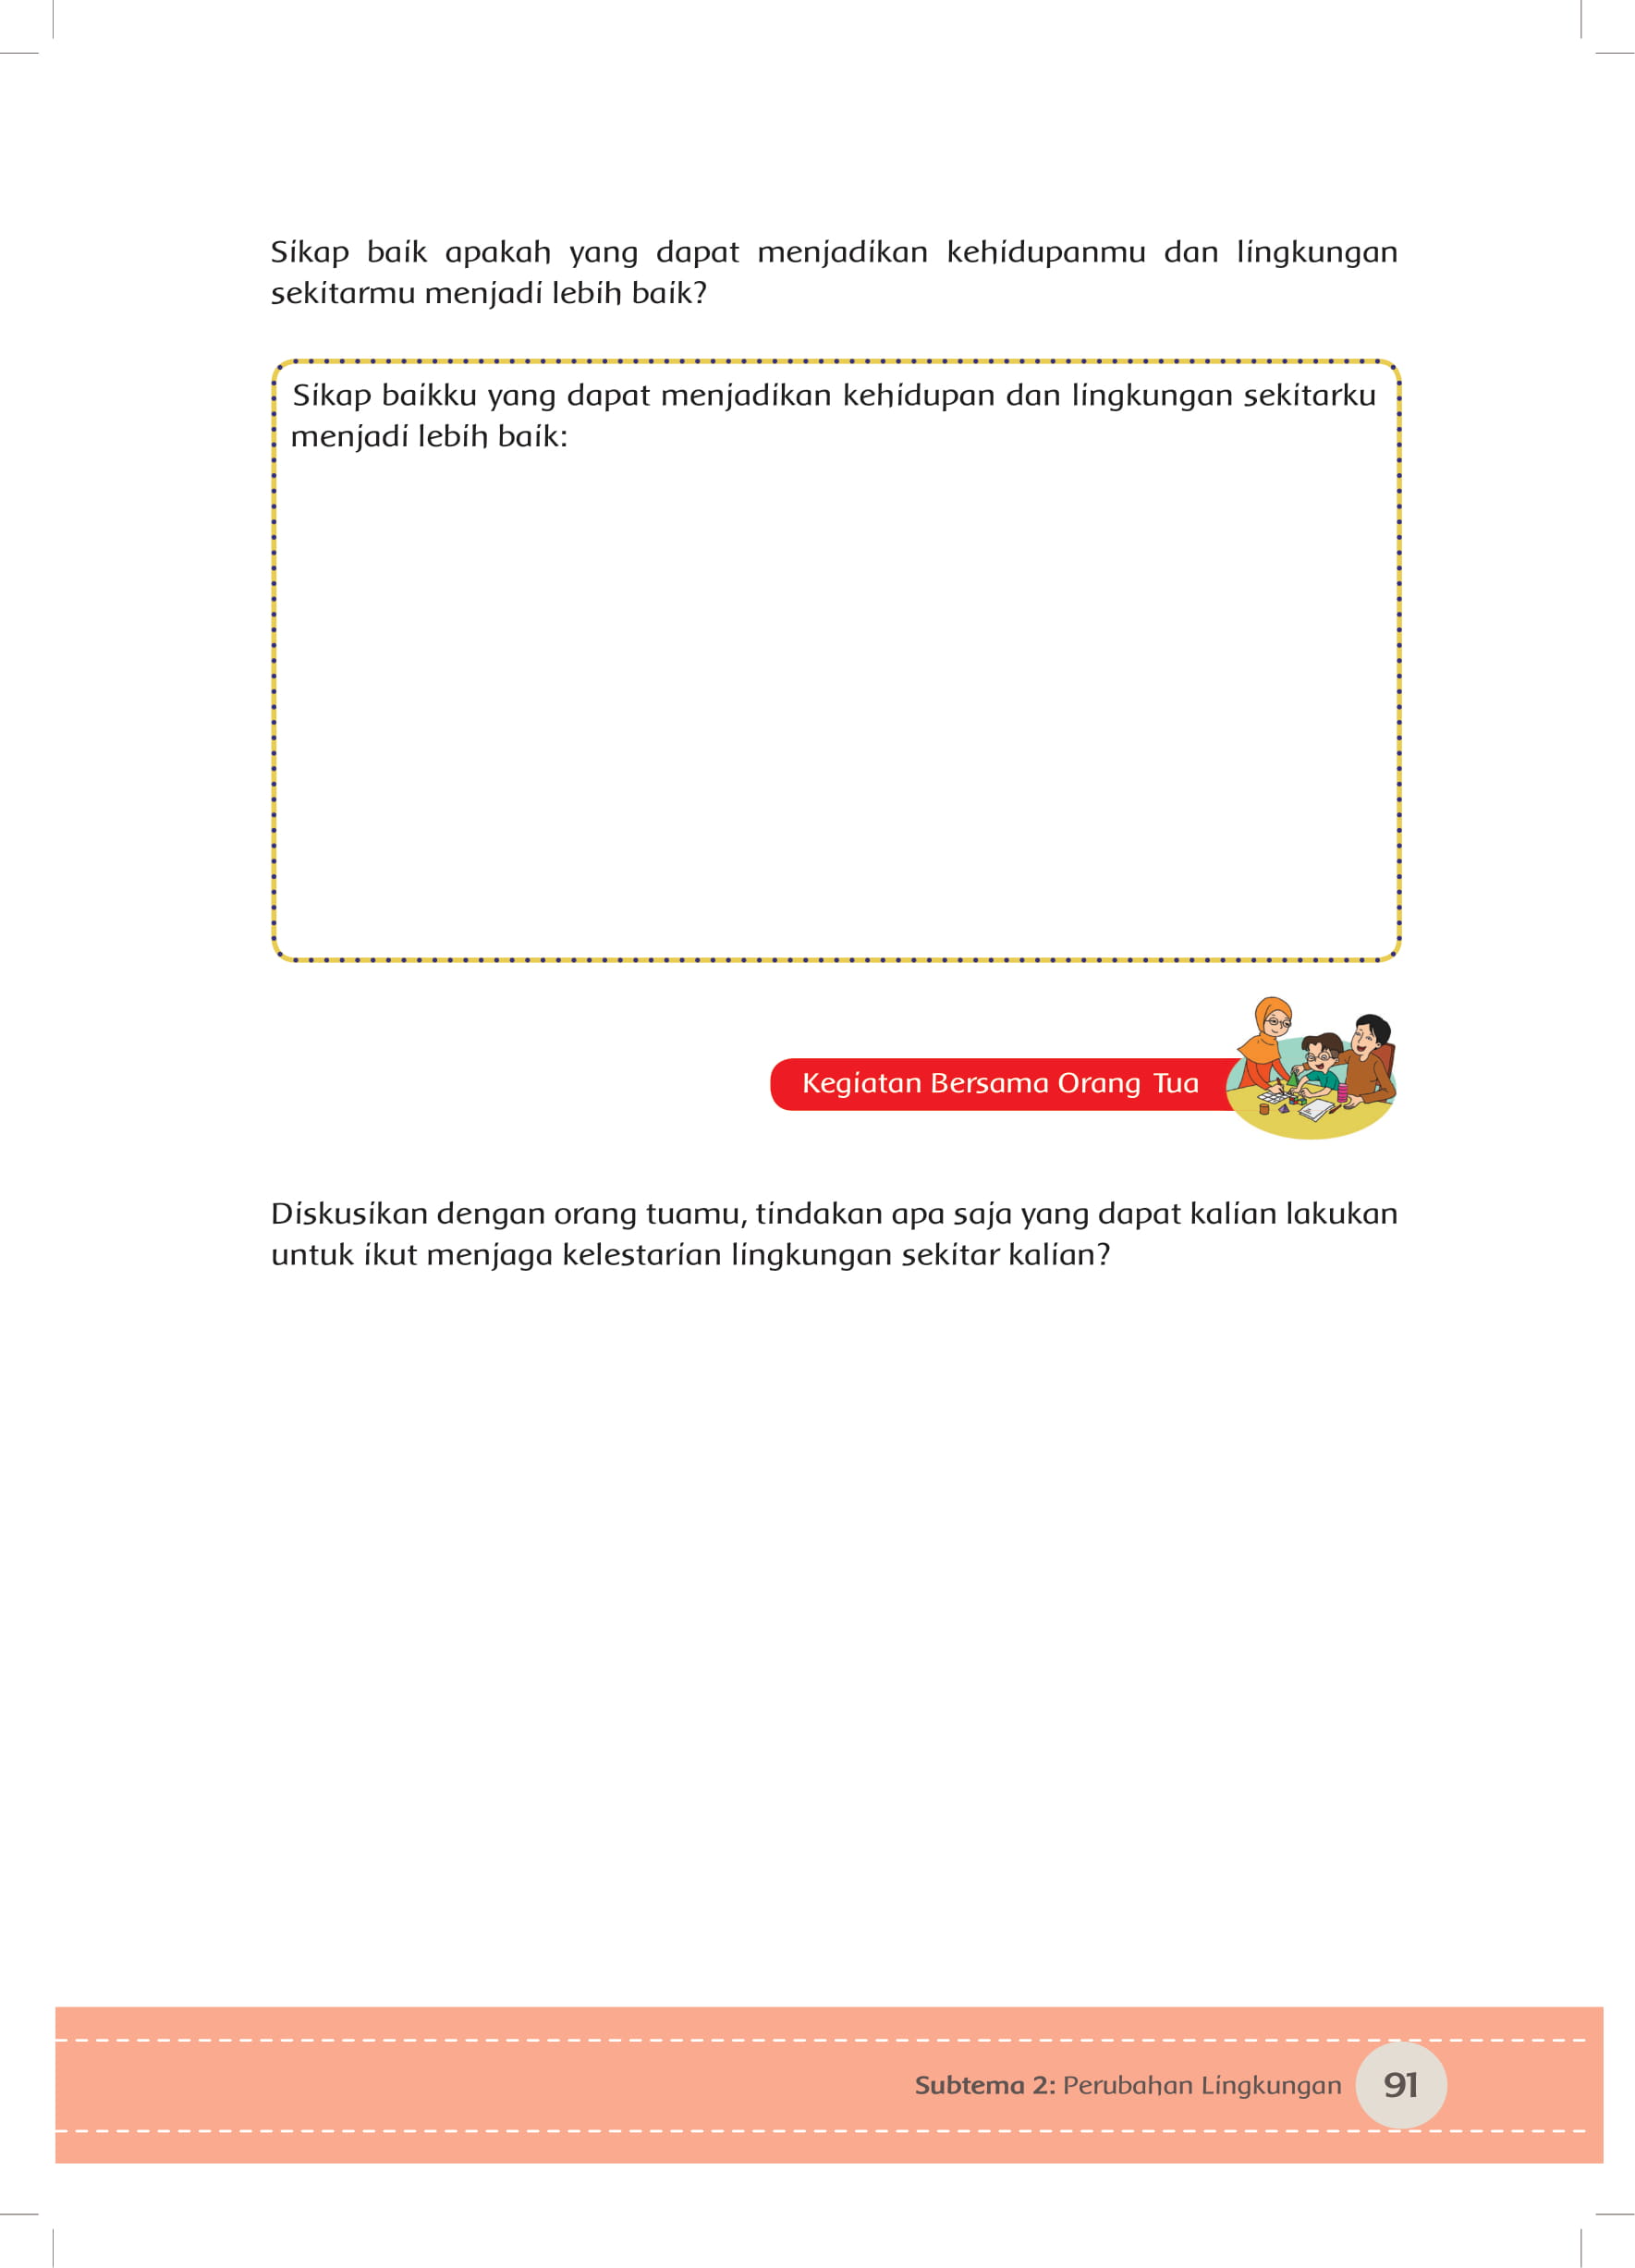 Sikap baik apakah yang dapat menjadikan kehidupanmu dan lingkungan
sekitarmu menjadi lebih baik?
Sikap baikku yang dapat menjadikan kehidupan dan lingkungan sekitarku
menjadi lebih baik:
Kegiatan Bersama Orang Tua
Diskusikan dengan orang tuamu, tindakan apa saja yang dapat kalian lakukan
untuk ikut menjaga kelestarian lingkungan sekitar kalian?
Subtema 2: Perubahan Lingkungan 91